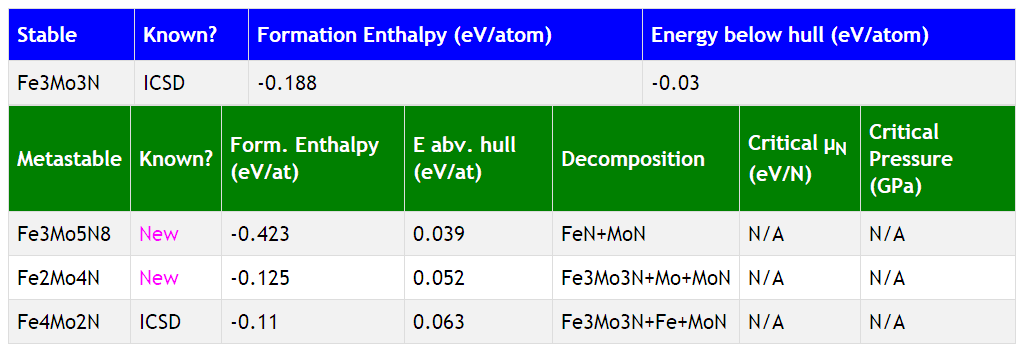 Stable Known? Formation Enthalpy (eV/atom) Energy below hull (eV/atom)
Fe3Mo3N ICSD -0.188 -0.03
Metastable Known? Form. Enthalpy (eV/at) E abv. hull (eV/at) Decomposition Critical μN (eV/N) Critical Pressure (GPa)
Fe3Mo5N8 New -0.423 0.039 FeN+MoN N/A N/A
Fe2Mo4N New -0.125 0.052 Fe3Mo3N+Mo+MoN N/A N/A
Fe4Mo2N ICSD -0.11 0.063 Fe3Mo3N+Fe+MoN N/A N/A